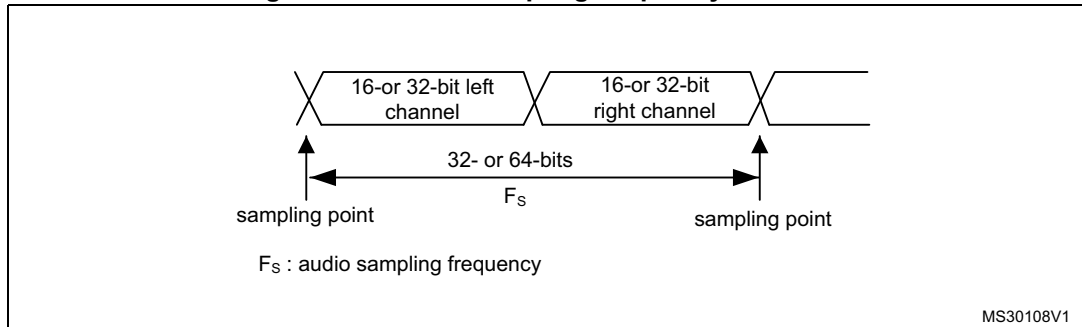 16-or 32-bit left
channel
16-or 32-bit
right channel
32- or 64-bits
FS
sampling point
sampling point
FS : audio sampling frequency
MS30108V1